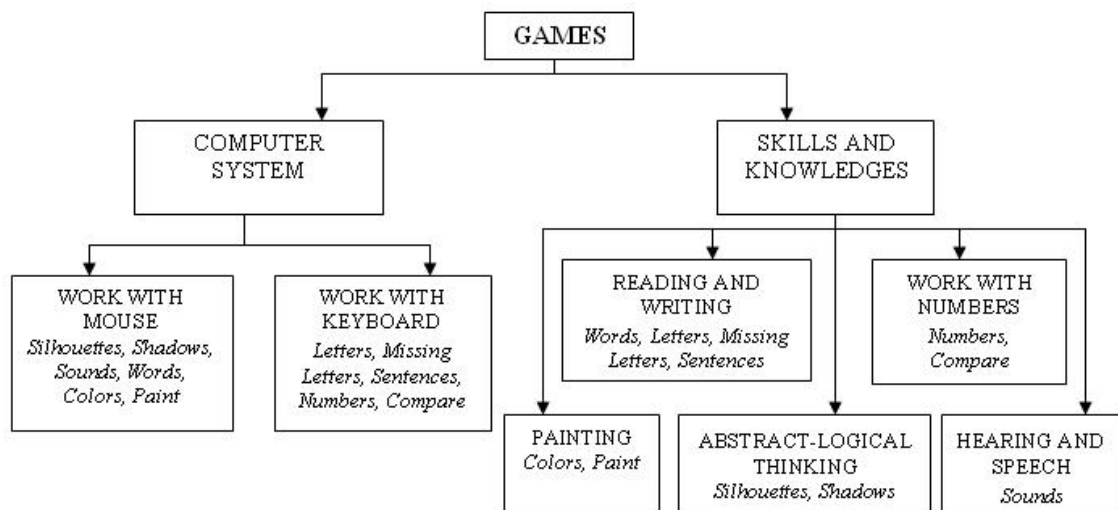 GAMES
COMPUTER
SYSTEM
SKILLS AND
KNOWLEDGES
WORK WITH
MOUSE
Silhouettes, Shadows,
Sounds, Words,
Colors, Paint
WORK WITH
KEYBOARD
Letters, Missing
Letters, Sentences,
Numbers, Compare
READING AND
WRITING
Words, Letters, Missing
Letters, Sentences
WORK WITH
NUMBERS
Numbers,
Compare
PAINTING
Colors, Paint
ABSTRACT-LOGICAL
THINKING
Silhouettes, Shadows
HEARING AND
SPEECH
Sounds